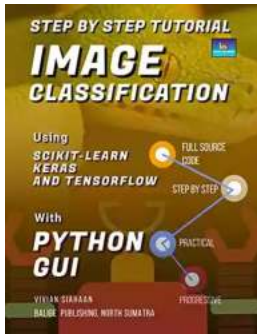 STEP BY STEP TUTORIAL
IMAGE
CLASSIFICATION
Using
SCIKIT-LEARN
KERAS
AND TENSORFLOW
FULL SOURCE
CODE
STEP BY STEP
With
PYTHON
GUI
PRACTICAL
PROGRESSIVE
VIVIAN SIAHAAN
BALIGE PUBLISHING, NORTH SUMATRA